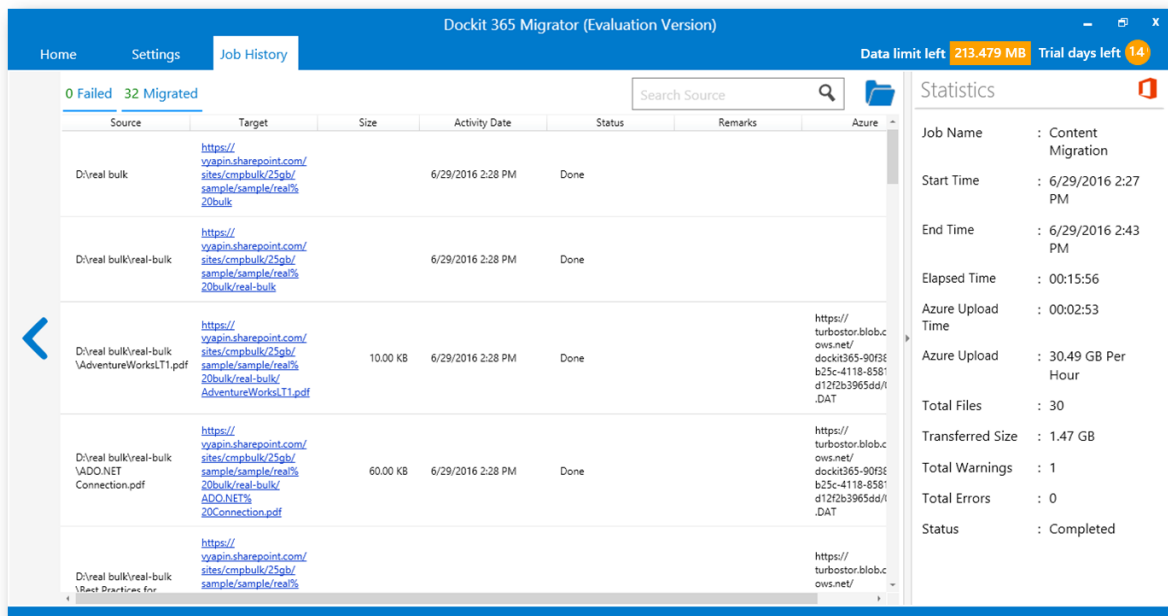 Dockit 365 Migrator (Evaluation Version)
Home Settings Job History
Data limit left 213.479 MB Trial days left 14
0 Failed 32 Migrated
Search Source
Source Target Size Activity Date Status Remarks Azure
D:\real bulk
https://
vyapin.sharepoint.com/
sites/cmpbulk/25gb/
sample/sample/real%
20bulk
6/29/2016 2:28 PM
Done
D:\real bulk\real-bulk
https://
vyapin.sharepoint.com/
sites/cmpbulk/25gb/
sample/sample/real%
20bulk/real-bulk
6/29/2016 2:28 PM
Done
D:\real bulk\real-bulk
\AdventureWorksLT1.pdf
https://
vyapin.sharepoint.com/
sites/cmpbulk/25gb/
sample/sample/real%
20bulk/real-bulk/
AdventureWorksLT1.pdf
10.00 KB
6/29/2016 2:28 PM
Done
https://
turbostor.blob.c
ows.net/
dockit365-90f38
b25c-4118-8581
d12f2b3965dd/
.DAT
D:\real bulk\real-bulk
\ADO.NET
Connection.pdf
https://
vyapin.sharepoint.com/
sites/cmpbulk/25gb/
sample/sample/real%
20bulk/real-bulk/
ADO.NET%
20Connection.pdf
60.00 KB
6/29/2016 2:28 PM
Done
https://
turbostor.blob.c
ows.net/
dockit365-90f38
b25c-4118-8581
d12f2b3965dd/
.DAT
D:\real bulk\real-bulk
\Best Practices for
https://
vyapin.sharepoint.com/
sites/cmpbulk/25gb/
sample/sample/real%
https://
turbostor.blob.c
ows.net/
Statistics
Job Name : Content
Migration
Start Time : 6/29/2016 2:27
PM
End Time : 6/29/2016 2:43
PM
Elapsed Time : 00:15:56
Azure Upload : 00:02:53
Time
Azure Upload : 30.49 GB Per
Hour
Total Files : 30
Transferred Size : 1.47 GB
Total Warnings : 1
Total Errors : 0
Status : Completed